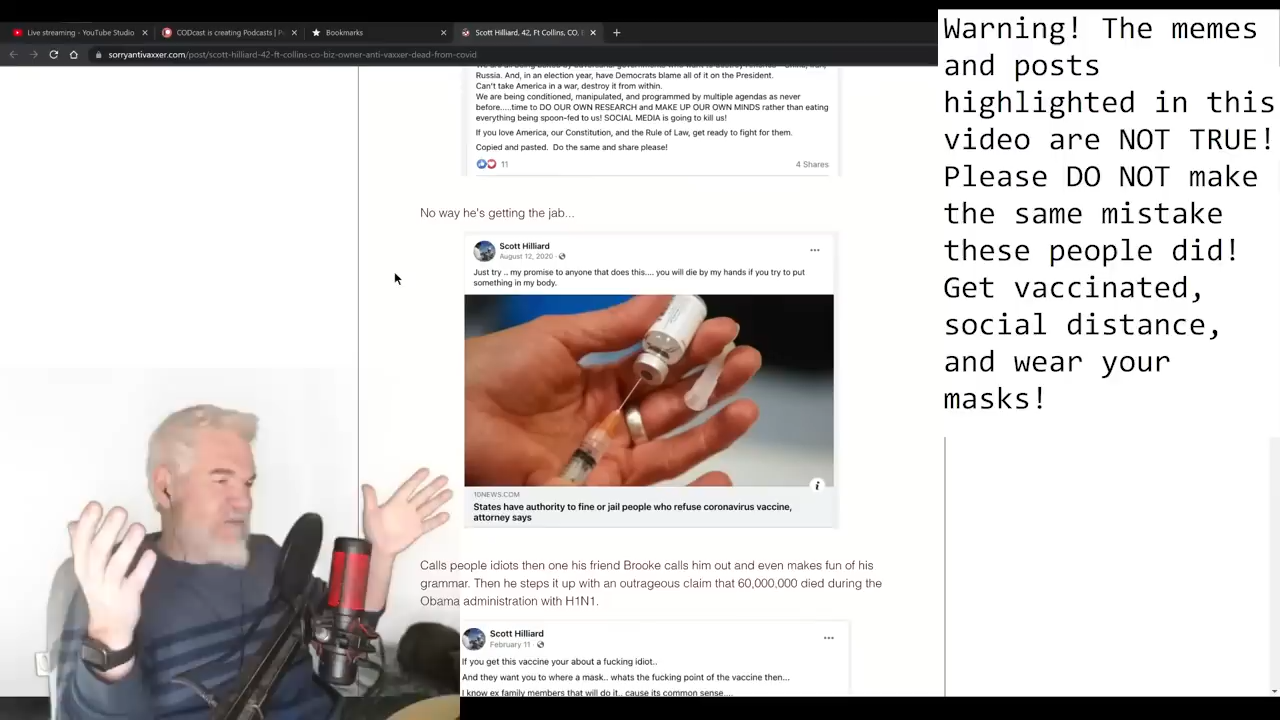 Live streaming - YouTube Studio
CODcast is creating Podcasts | P
Bookmarks
Scott Hilliard, 42, Ft Collins, CO. B
sorryantivaxxer.com/post/scott-hilliard-42-ft-collins-co-biz-owner-anti-vaxxer-dead-from-covid
Russia. And, in an election year, have Democrats blame all of it on the President.
Can't take America in a war, destroy it from within.
We are being conditioned, manipulated, and programmed by multiple agendas as never
before.....time to DO OUR OWN RESEARCH and MAKE UP OUR OWN MINDS rather than eating
everything being spoon-fed to us! SOCIAL MEDIA is going to kill us!
If you love America, our Constitution, and the Rule of Law, get ready to fight for them.
Copied and pasted. Do the same and share please!
11
4 Shares
No way he's getting the jab...
Scott Hilliard
August 12, 2020
Just try .. my promise to anyone that does this.... you will die by my hands if you try to put
something in my body.
10NEWS.COM
States have authority to fine or jail people who refuse coronavirus vaccine,
attorney says
Calls people idiots then one his friend Brooke calls him out and even makes fun of his
grammar. Then he steps it up with an outrageous claim that 60,000.000 died during the
Obama administration with H1N1.
Scott Hilliard
February 11
If you get this vaccine your about a fucking idiot..
And they want you to where a mask.. whats the fucking point of the vaccine then...
I know ex family members that will do it.. cause its common sense....
Warning! The memes
and posts
highlighted in this
video are NOT TRUE!
Please DO NOT make
the same mistake
these people did!
Get vaccinated,
social distance,
and wear your
masks!